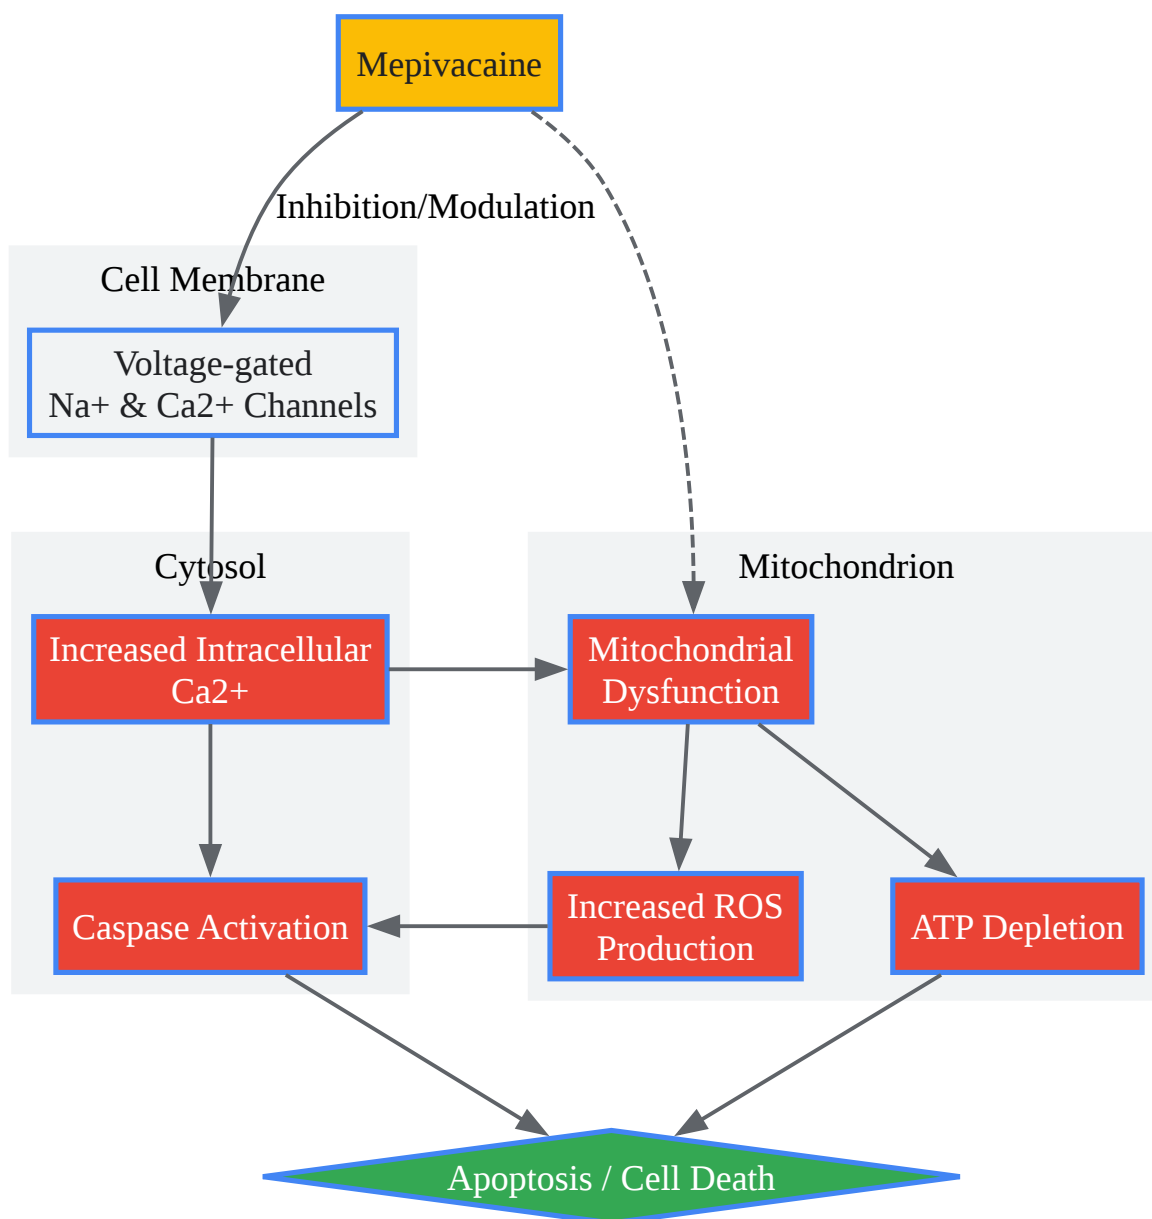 Mepivacaine
Inhibition/Modulation
Cell Membrane
Voltage-gated
Na+ & Ca2+ Channels
Cytosol
Mitochondrion
Increased Intracellular
Ca2+
Mitochondrial
Dysfunction
Caspase Activation
Increased ROS
Production
ATP Depletion
Apoptosis / Cell Death